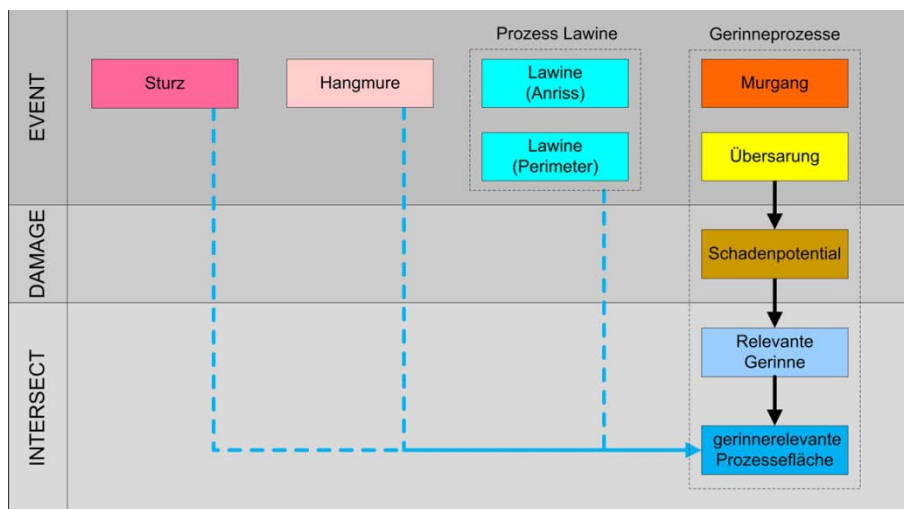 Prozess Lawine
Gerinneprozesse
EVENT
Sturz
Hangmure
Lawine
(Anriss)
Murgang
Lawine
(Perimeter)
Übersarung
DAMAGE
Schadenpotential
INTERSECT
Relevante
Gerinne
gerinnerelevante
Prozessefläche